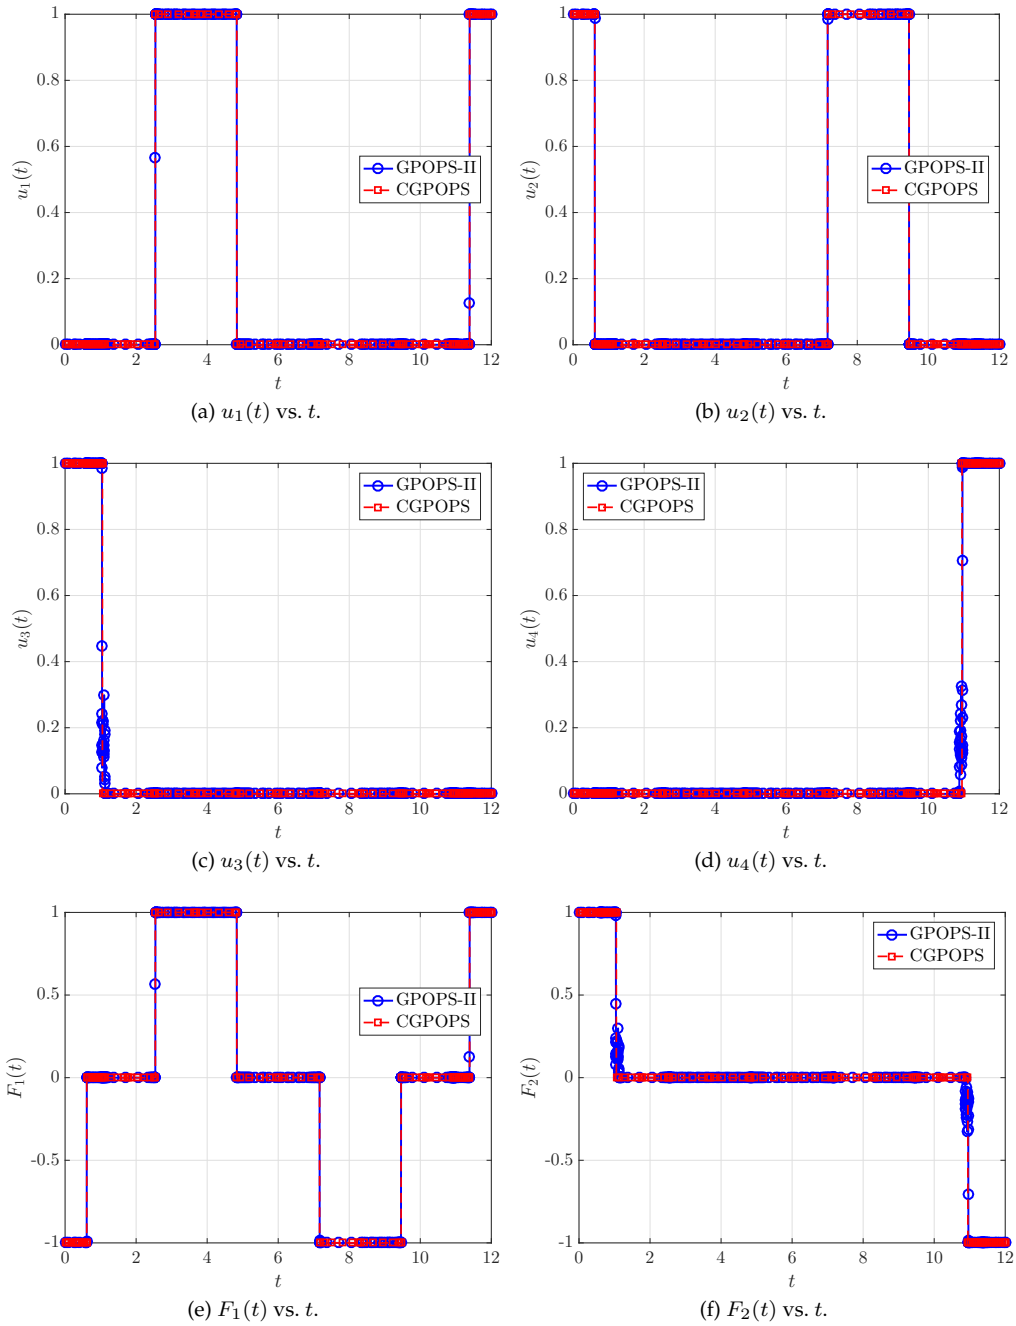 1
0.8
0.6
0.4
0.2
0
u1(t)
GPOPS-II
CGPOPS
0 2 4 6 8 10 12
t
(a) u1(t) vs. t.
1
0.8
0.6
0.4
0.2
0
u2(t)
GPOPS-II
CGPOPS
0 2 4 6 8 10 12
t
(b) u2(t) vs. t.
1
0.8
0.6
0.4
0.2
0
u3(t)
GPOPS-II
CGPOPS
0 2 4 6 8 10 12
t
(c) u3(t) vs. t.
1
0.8
0.6
0.4
0.2
0
u4(t)
GPOPS-II
CGPOPS
0 2 4 6 8 10 12
t
(d) u4(t) vs. t.
1
0.5
0
-0.5
-1
F1(t)
GPOPS-II
CGPOPS
0 2 4 6 8 10 12
t
(e) F1(t) vs. t.
1
0.5
0
-0.5
-1
F2(t)
GPOPS-II
CGPOPS
0 2 4 6 8 10 12
t
(f) F2(t) vs. t.